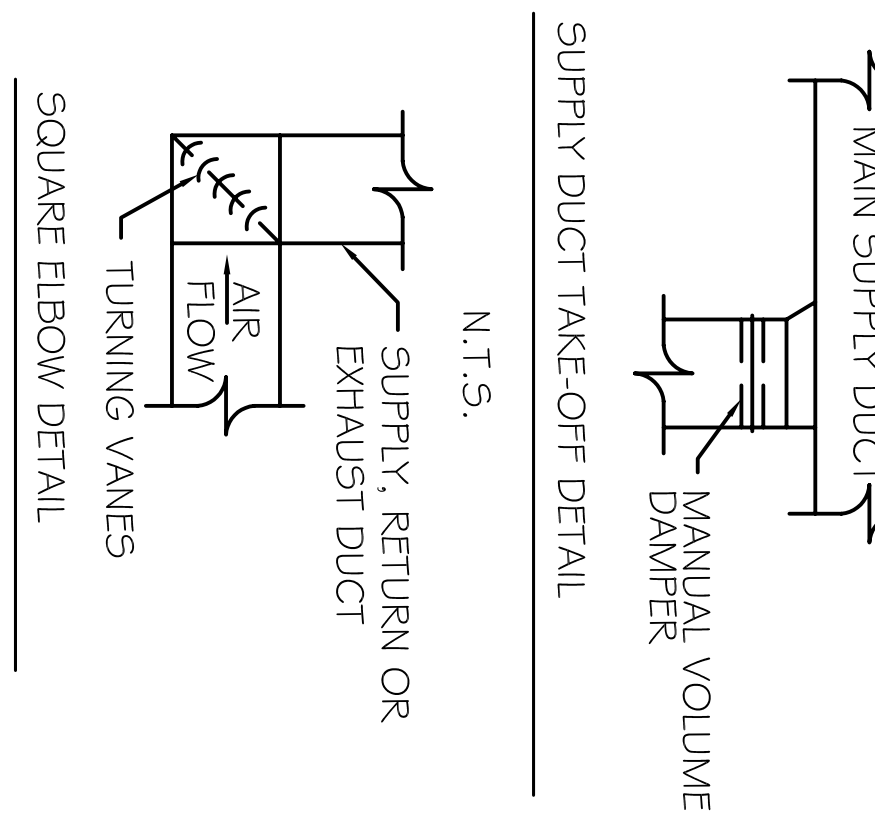 MAIN SUPPLY DUCT
MANUAL VOLUME
DAMPER
SUPPLY DUCT TAKE-OFF DETAIL
N.T.S.
SUPPLY, RETURN OR
EXHAUST DUCT
AIR
FLOW
TURNING VANES
SQUARE ELBOW DETAIL